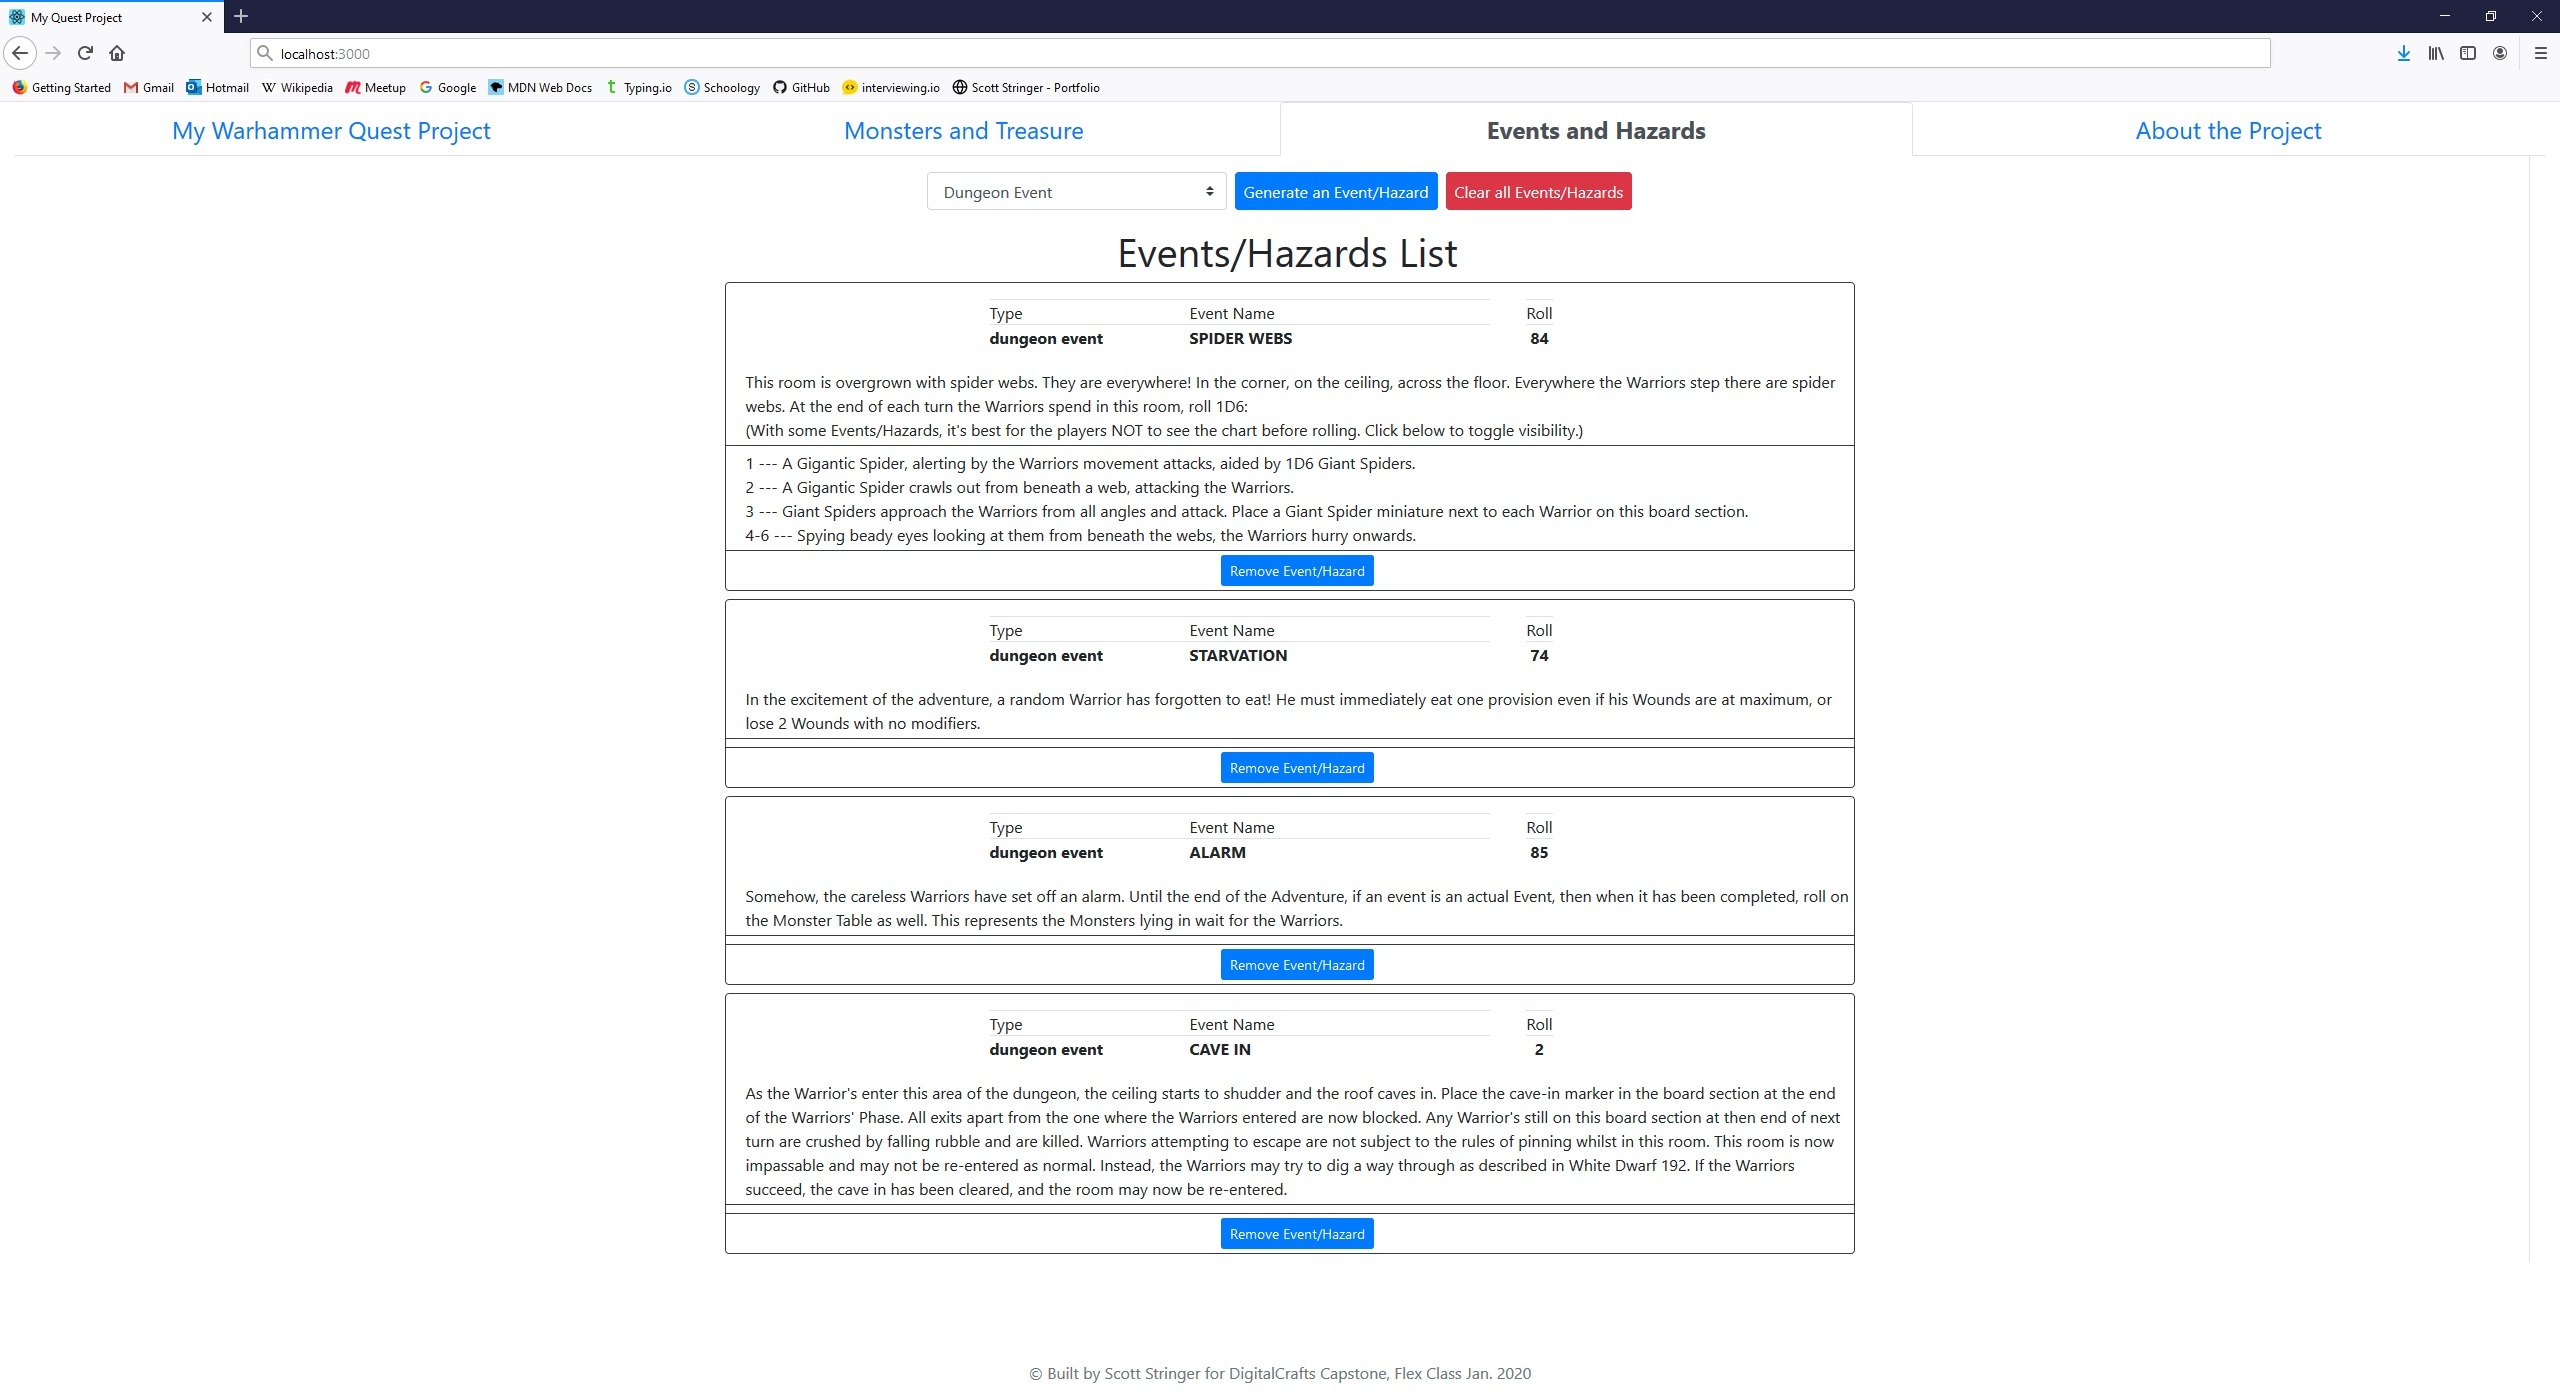 My Quest Project
localhost:3000
Getting Started Gmail Hotmail Wikipedia Meetup Google MDN Web Docs Typing.io Schoology GitHub interviewing.io Scott Stringer - Portfolio
My Warhammer Quest Project Monsters and Treasure Events and Hazards About the Project
Dungeon Event Generate an Event/Hazard Clear all Events/Hazards
Events/Hazards List
Type Event Name Roll
dungeon event SPIDER WEBS 84
This room is overgrown with spider webs. They are everywhere! In the corner, on the ceiling, across the floor. Everywhere the Warriors step there are spider
webs. At the end of each turn the Warriors spend in this room, roll 1D6:
(With some Events/Hazards, it's best for the players NOT to see the chart before rolling. Click below to toggle visibility.)
1 --- A Gigantic Spider, alerting by the Warriors movement attacks, aided by 1D6 Giant Spiders.
2 --- A Gigantic Spider crawls out from beneath a web, attacking the Warriors.
3 --- Giant Spiders approach the Warriors from all angles and attack. Place a Giant Spider miniature next to each Warrior on this board section.
4-6 --- Spying beady eyes looking at them from beneath the webs, the Warriors hurry onwards.
Remove Event/Hazard
Type Event Name Roll
dungeon event STARVATION 74
In the excitement of the adventure, a random Warrior has forgotten to eat! He must immediately eat one provision even if his Wounds are at maximum, or
lose 2 Wounds with no modifiers.
Remove Event/Hazard
Type Event Name Roll
dungeon event ALARM 85
Somehow, the careless Warriors have set off an alarm. Until the end of the Adventure, if an event is an actual Event, then when it has been completed, roll on
the Monster Table as well. This represents the Monsters lying in wait for the Warriors.
Remove Event/Hazard
Type Event Name Roll
dungeon event CAVE IN 2
As the Warrior's enter this area of the dungeon, the ceiling starts to shudder and the roof caves in. Place the cave-in marker in the board section at the end
of the Warriors' Phase. All exits apart from the one where the Warriors entered are now blocked. Any Warrior's still on this board section at then end of next
turn are crushed by falling rubble and are killed. Warriors attempting to escape are not subject to the rules of pinning whilst in this room. This room is now
impassable and may not be re-entered as normal. Instead, the Warriors may try to dig a way through as described in White Dwarf 192. If the Warriors
succeed, the cave in has been cleared, and the room may now be re-entered.
Remove Event/Hazard
© Built by Scott Stringer for DigitalCrafts Capstone, Flex Class Jan. 2020